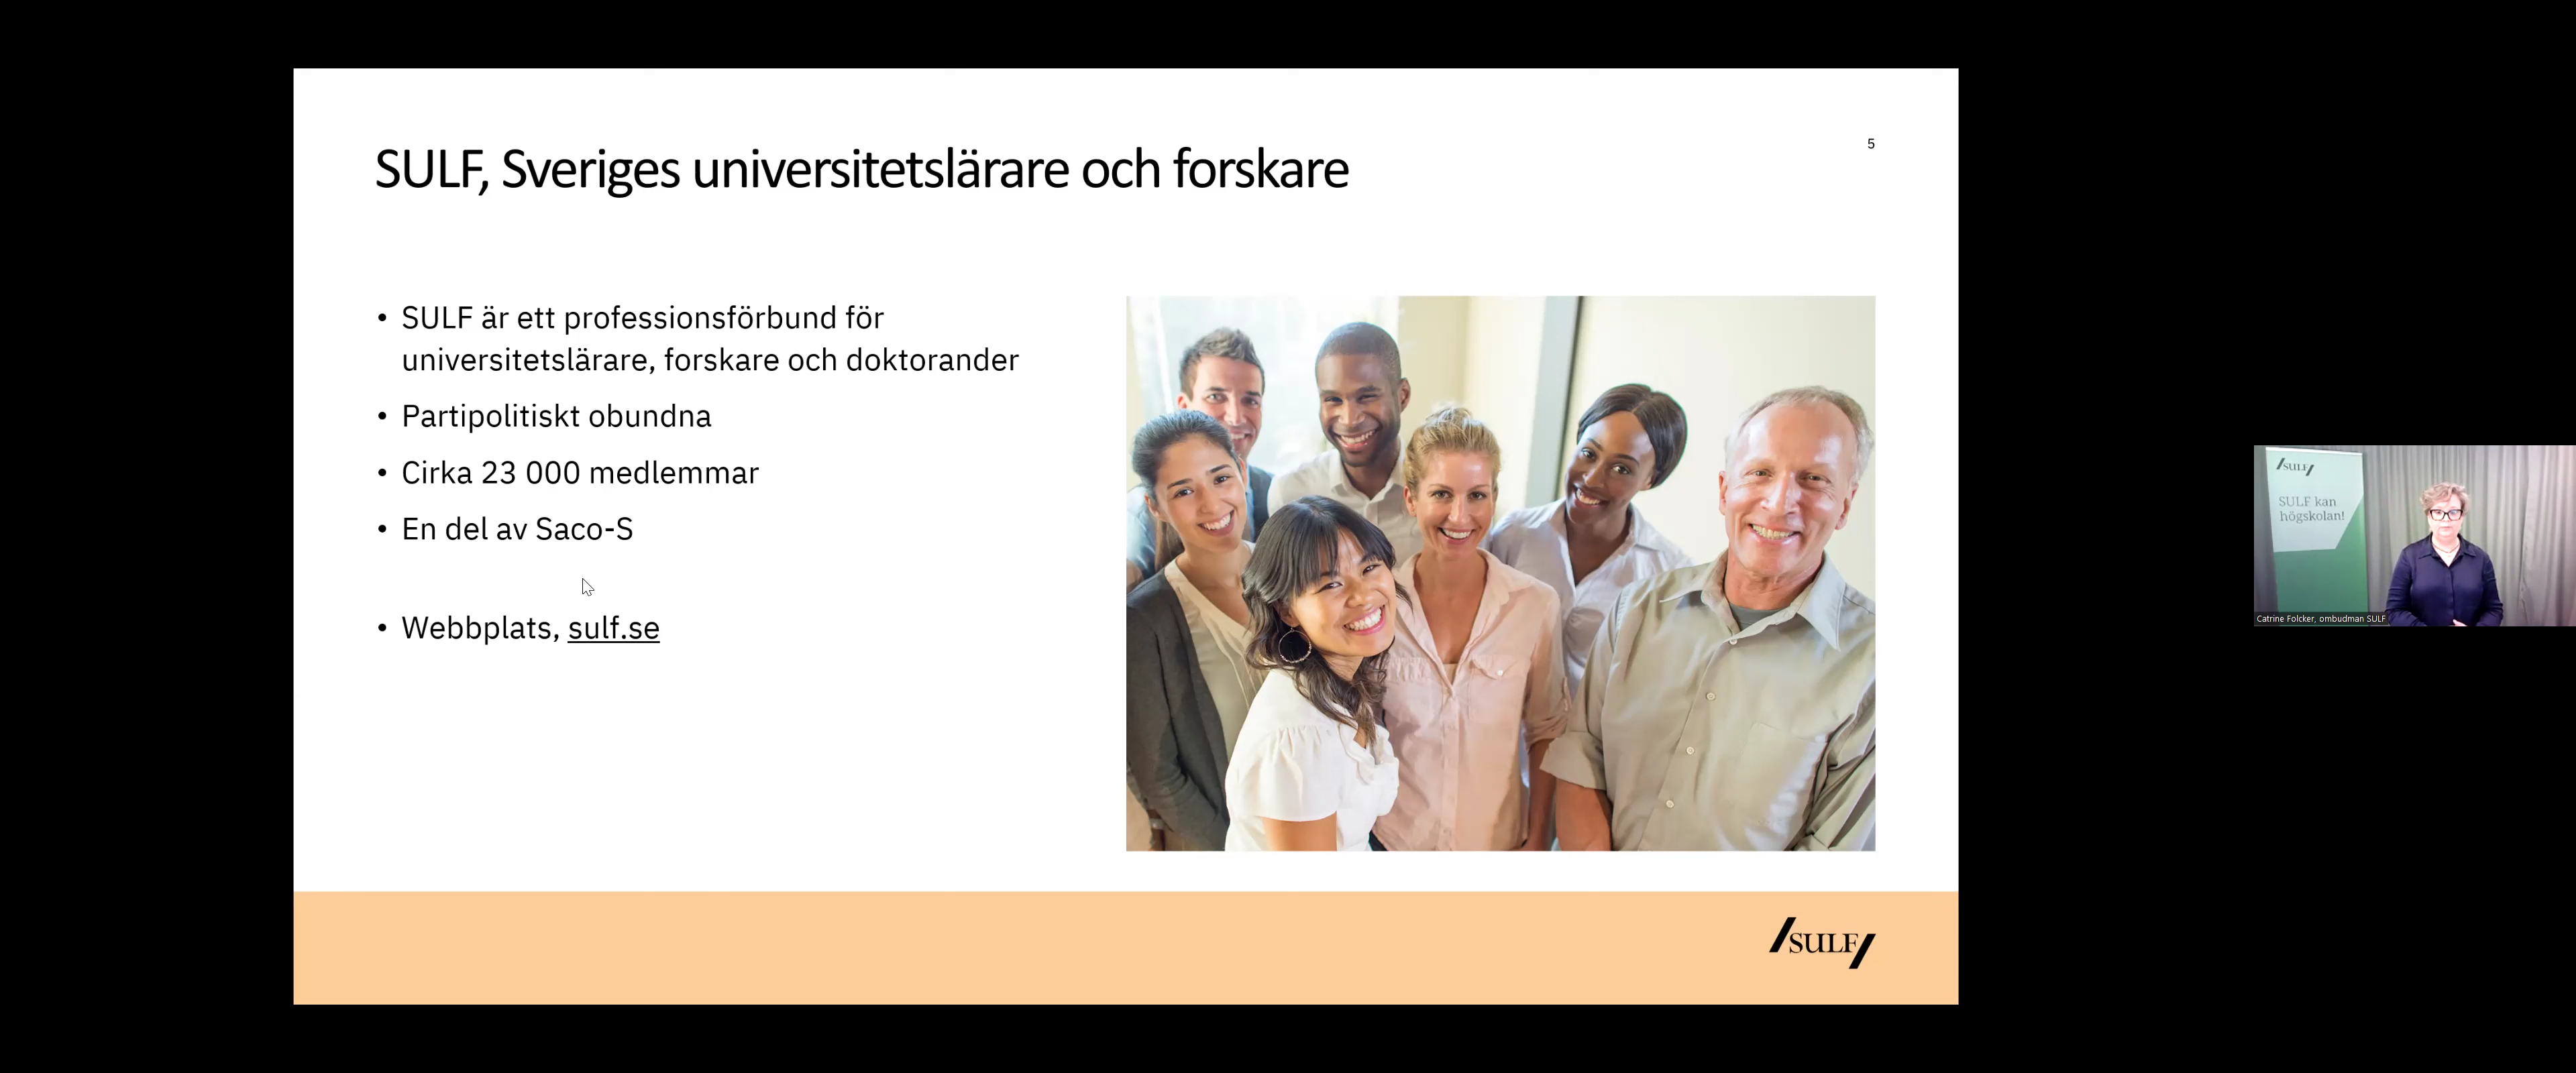 SULF, Sveriges universitetslärare och forskare
5
• SULF är ett professionsförbund för
universitetslärare, forskare och doktorander
• Partipolitiskt obundna
• Cirka 23 000 medlemmar
• En del av Saco-S
• Webbplats, sulf.se
/SULF/
/SULF/
SULF kan
högskolan!
Catrine Folcker, ombudman SULF